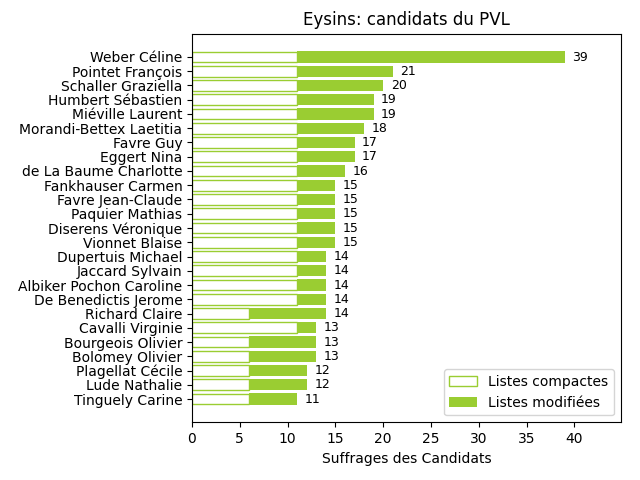 Eysins: candidats du PVL
Weber Céline 39
Pointet François 21
Schaller Graziella 20
Humbert Sébastien 19
Miéville Laurent 19
Morandi-Bettex Laetitia 18
Favre Guy 17
Eggert Nina 17
de La Baume Charlotte 16
Fankhauser Carmen 15
Favre Jean-Claude 15
Paquier Mathias 15
Diserens Véronique 15
Vionnet Blaise 15
Dupertuis Michael 14
Jaccard Sylvain 14
Albiker Pochon Caroline 14
De Benedictis Jerome 14
Richard Claire 14
Cavalli Virginie 13
Bourgeois Olivier 13
Bolomey Olivier 13
Plagellat Cécile 12
Lude Nathalie 12
Tinguely Carine 11
Listes compactes
Listes modifiées
0 5 10 15 20 25 30 35 40
Suffrages des Candidats